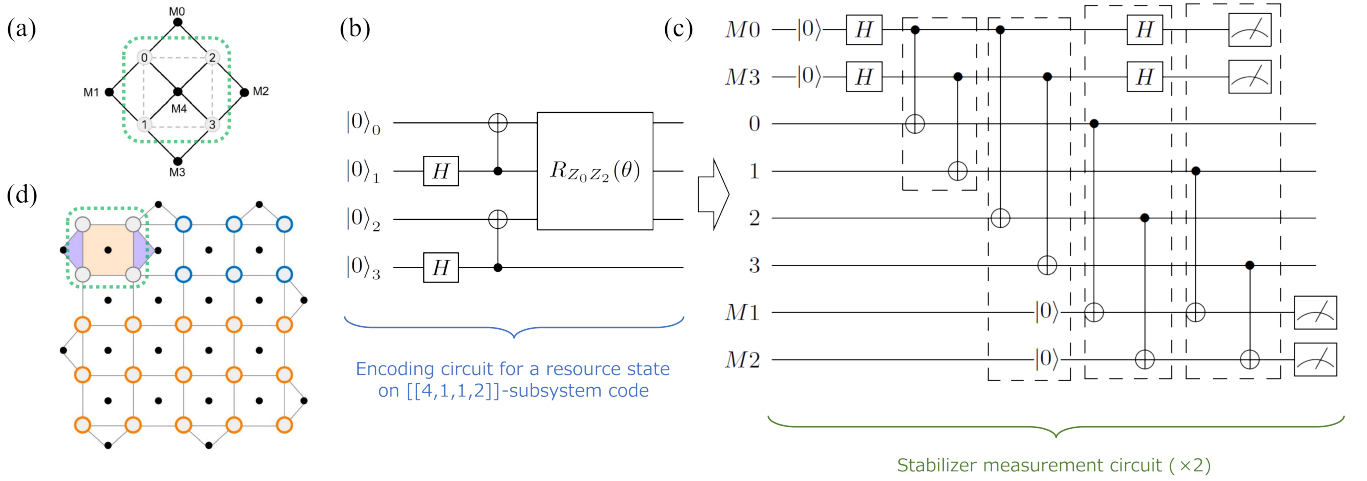 (a)
M0
0
2
M1
M4
M2
1
3
M3
(b)
|0⟩₀
|0⟩₁ H
|0⟩₂
|0⟩₃ H
R_{Z₀Z₂}(θ)
Encoding circuit for a resource state
on [[4,1,1,2]]-subsystem code
(c)
M0 |0⟩ H H
M3 |0⟩ H H
0
1
2
3
M1 |0⟩
M2 |0⟩
Stabilizer measurement circuit (×2)
(d)